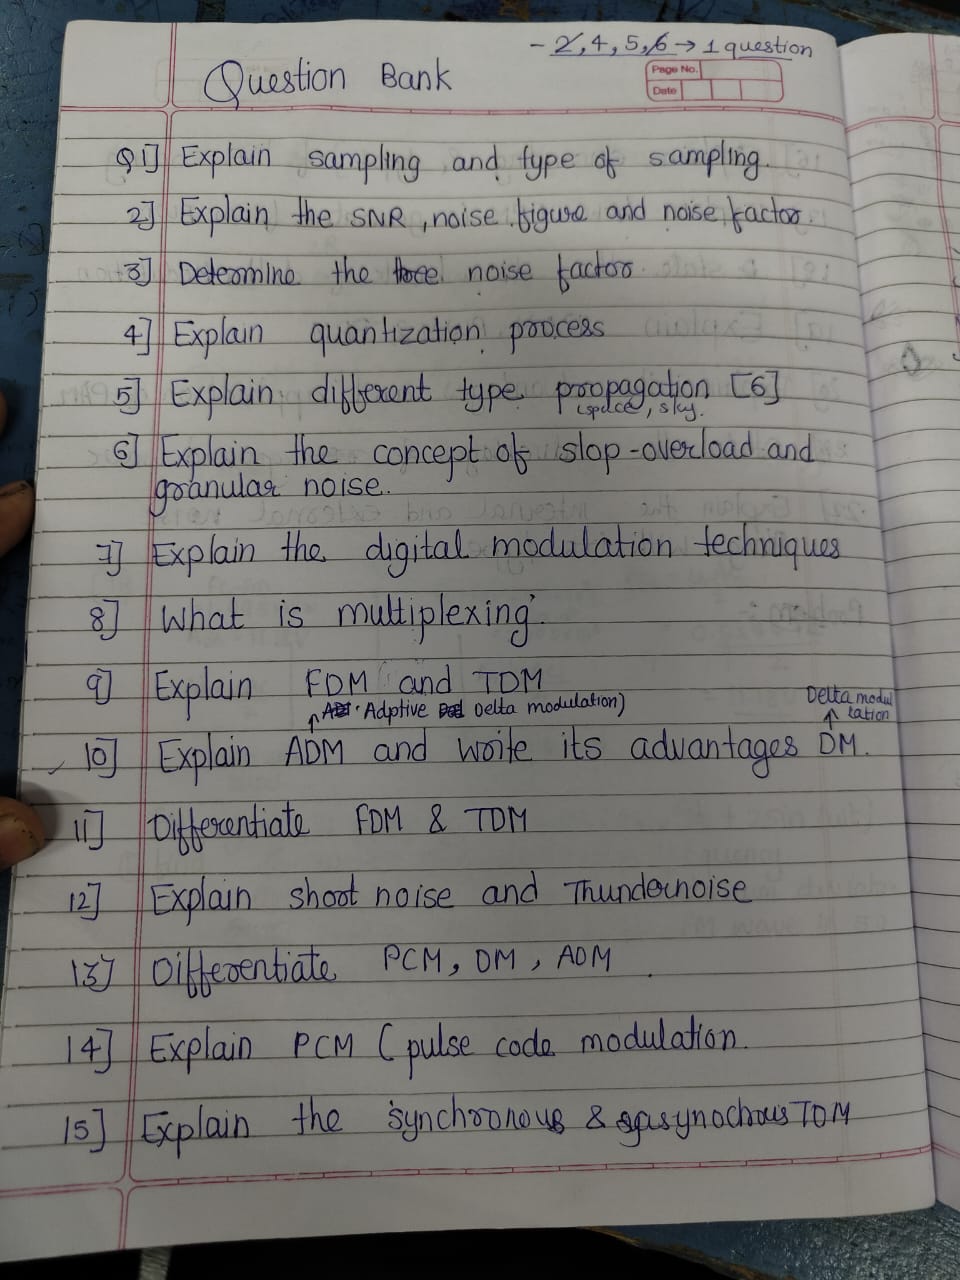 - 2, 4, 5, 6 → 1 question
Question Bank
Page No.
Date
Q1] Explain sampling and type of sampling.
2] Explain the SNR, noise figure and noise factor.
3] Determine the noise factor.
4] Explain quantization process
5] Explain different type propagation [6]
space, sky.
6] Explain the concept of slop-overload and
granular noise.
7] Explain the digital modulation techniques
8] What is multiplexing.
9] Explain FDM and TDM
Adptive Delta modulation)
Delta modu
lation
10] Explain ADM and write its advantages DM.
11] Differentiate FDM & TDM
12] Explain shoot noise and Thundernoise
13] Differentiate PCM, DM, ADM
14] Explain PCM (pulse code modulation.
15] Explain the synchronous & TDM